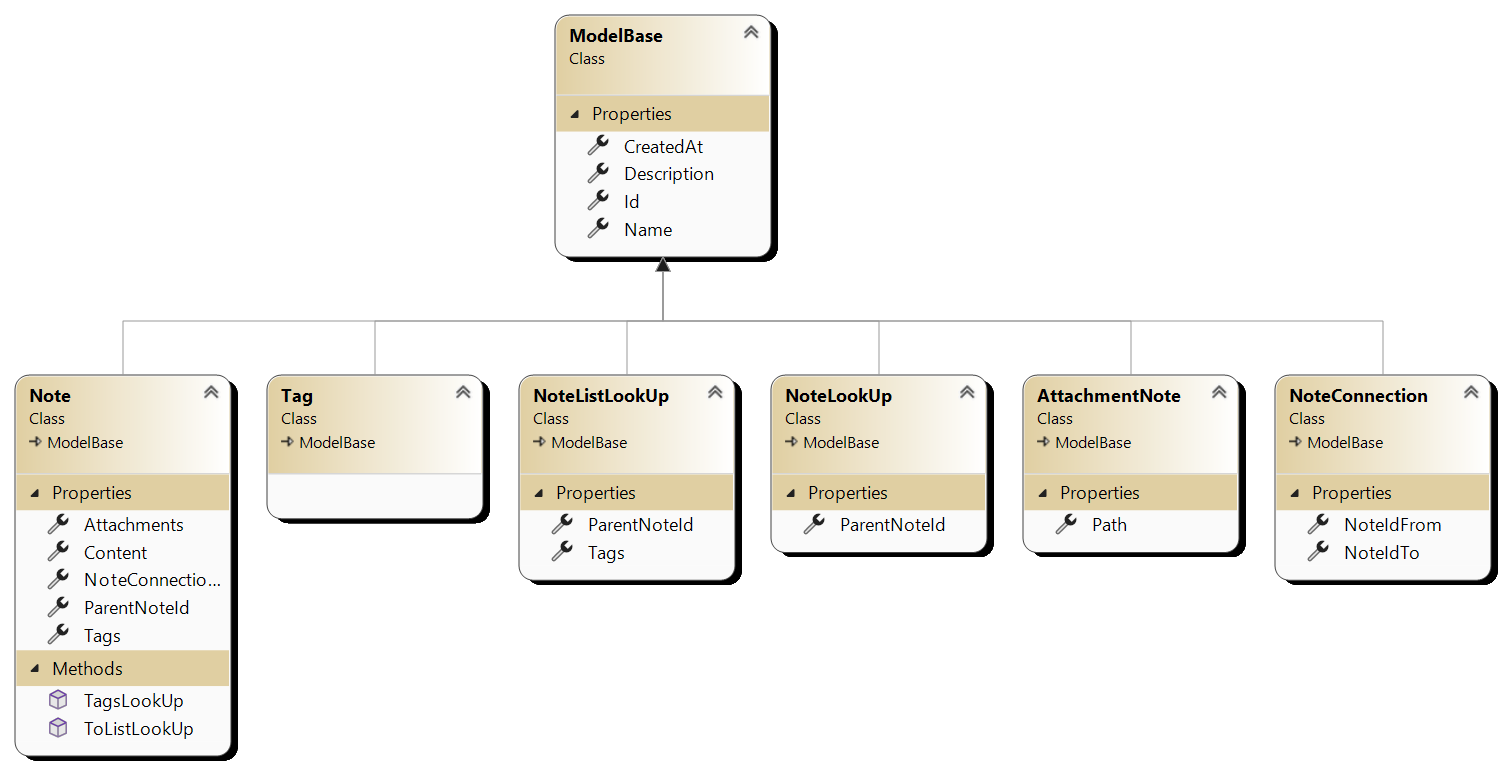 ModelBase
Class
Properties
CreatedAt
Description
Id
Name
Note
Class
ModelBase
Properties
Attachments
Content
NoteConnectio...
ParentNoteId
Tags
Methods
TagsLookUp
ToListLookUp
Tag
Class
ModelBase
NoteListLookUp
Class
ModelBase
Properties
ParentNoteId
Tags
NoteLookUp
Class
ModelBase
Properties
ParentNoteId
AttachmentNote
Class
ModelBase
Properties
Path
NoteConnection
Class
ModelBase
Properties
NoteIdFrom
NoteIdTo